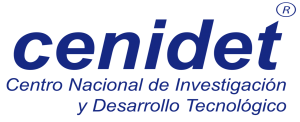 cenidet®
Centro Nacional de Investigación
y Desarrollo Tecnológico